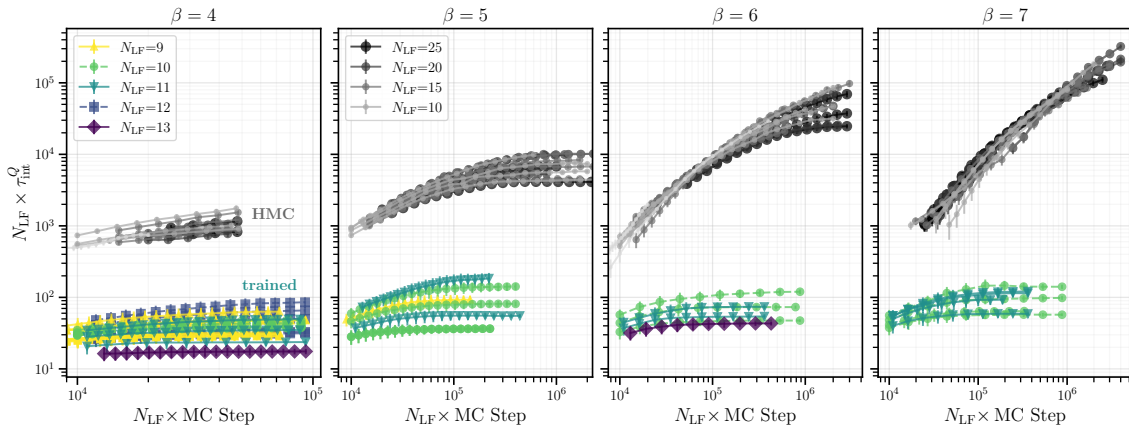 β = 4
β = 5
β = 6
β = 7
N_LF × τ^Q_int
10^5
10^4
10^3
10^2
10^1
N_LF=9
N_LF=10
N_LF=11
N_LF=12
N_LF=13
N_LF=25
N_LF=20
N_LF=15
N_LF=10
HMC
trained
10^4 10^5
10^4 10^5 10^6
10^4 10^5 10^6
10^4 10^5 10^6
N_LF× MC Step
N_LF× MC Step
N_LF× MC Step
N_LF× MC Step